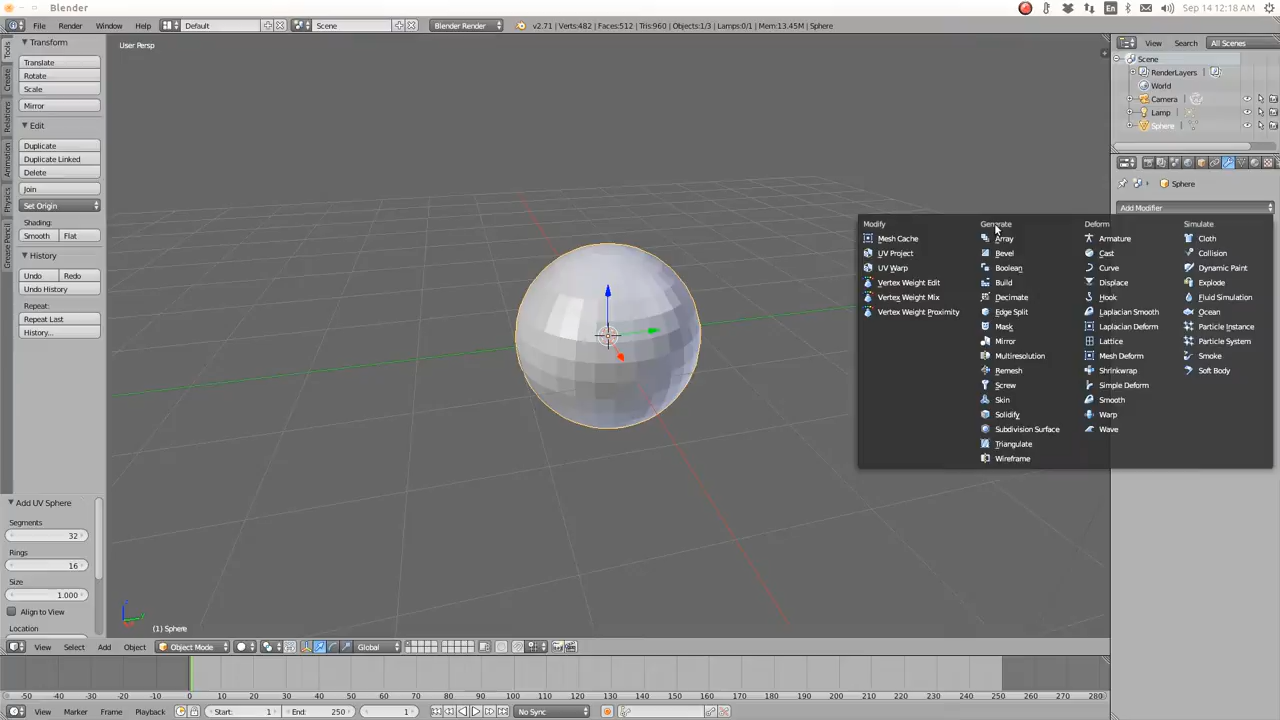 Blender
En
Sep 14 12:18 AM
File
Render
Window
Help
Default
Scene
Blender Render
v2.71 | Verts:482 | Faces:512 | Tris:960 | Objects:1/3 | Lamps:0/1 | Mem:13.45M | Sphere
Tools
Create
Relations
Animation
Physics
Grease Pencil
Transform
Translate
Rotate
Scale
Mirror
Edit
Duplicate
Duplicate Linked
Delete
Join
Set Origin
Shading:
Smooth
Flat
History
Undo
Redo
Undo History
Repeat:
Repeat Last
History...
Add UV Sphere
Segments
32
Rings
16
Size
1.000
Align to View
Location
User Persp
(1) Sphere
View
Search
All Scenes
Scene
RenderLayers
World
Camera
Lamp
Sphere
Sphere
Add Modifier
Modify
Mesh Cache
UV Project
UV Warp
Vertex Weight Edit
Vertex Weight Mix
Vertex Weight Proximity
Generate
Array
Bevel
Boolean
Build
Decimate
Edge Split
Mask
Mirror
Multiresolution
Remesh
Screw
Skin
Solidify
Subdivision Surface
Triangulate
Wireframe
Deform
Armature
Cast
Curve
Displace
Hook
Laplacian Smooth
Laplacian Deform
Lattice
Mesh Deform
Shrinkwrap
Simple Deform
Smooth
Warp
Wave
Simulate
Cloth
Collision
Dynamic Paint
Explode
Fluid Simulation
Ocean
Particle Instance
Particle System
Smoke
Soft Body
View
Select
Add
Object
Object Mode
Global
-50 -40 -30 -20 -10 0 10 20 30 40 50 60 70 80 90 100 110 120 130 140 150 160 170 180 190 200 210 220 230 240 250 260 270 280
View
Marker
Frame
Playback
Start: 1
End: 250
1
No Sync